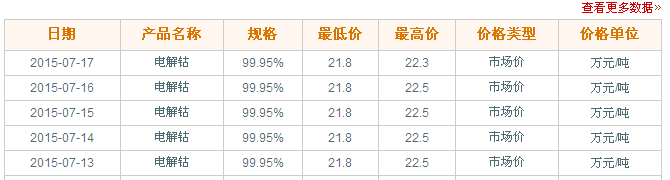 查看更多数据»
日期 产品名称 规格 最低价 最高价 价格类型 价格单位
2015-07-17 电解钴 99.95% 21.8 22.3 市场价 万元/吨
2015-07-16 电解钴 99.95% 21.8 22.5 市场价 万元/吨
2015-07-15 电解钴 99.95% 21.8 22.5 市场价 万元/吨
2015-07-14 电解钴 99.95% 21.8 22.5 市场价 万元/吨
2015-07-13 电解钴 99.95% 21.8 22.5 市场价 万元/吨